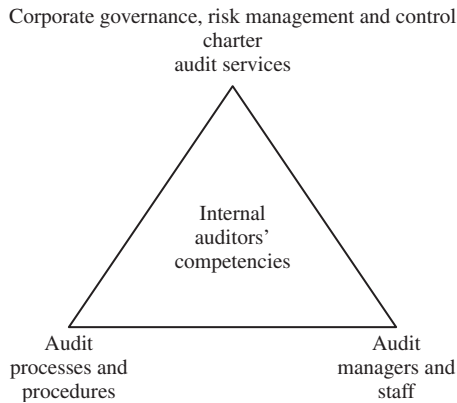 Corporate governance, risk management and control
charter
audit services
Internal
auditors’
competencies
Audit
processes and
procedures
Audit
managers and
staff